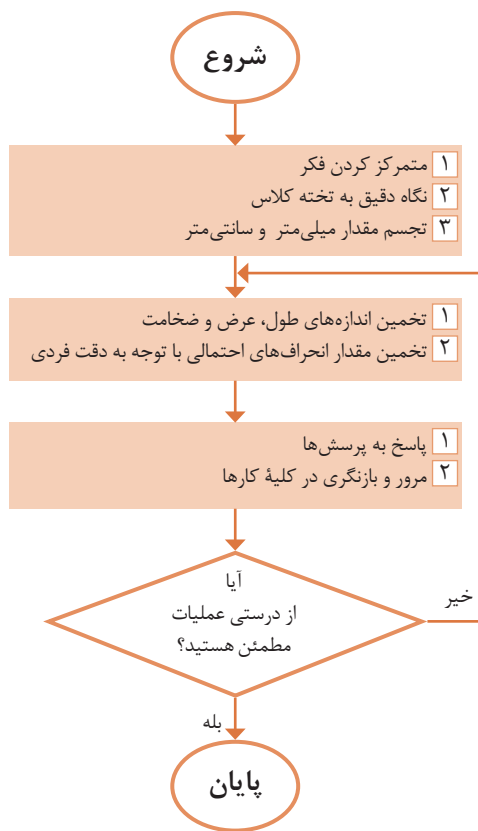 شروع
۱ متمرکز کردن فکر
۲ نگاه دقیق به تخته کلاس
۳ تجسم مقدار میلی‌متر و سانتی‌متر
۱ تخمین اندازه‌های طول، عرض و ضخامت
۲ تخمین مقدار انحراف‌های احتمالی با توجه به دقت فردی
۱ پاسخ به پرسش‌ها
۲ مرور و بازنگری در کلیهٔ کارها
آیا
از درستی عملیات
مطمئن هستید؟
خیر
بله
پایان